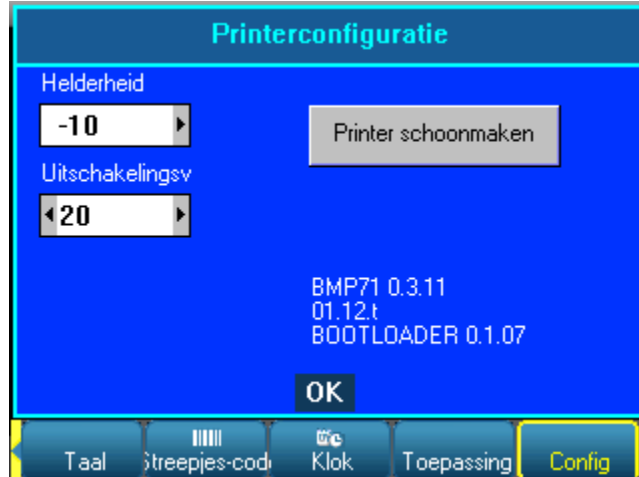 Printerconfiguratie
Helderheid
-10
Printer schoonmaken
Uitschakelingsv
20
BMP71 0.3.11
01.12.t
BOOTLOADER 0.1.07
OK
Taal
Streepjes-cod
Klok
Toepassing
Config